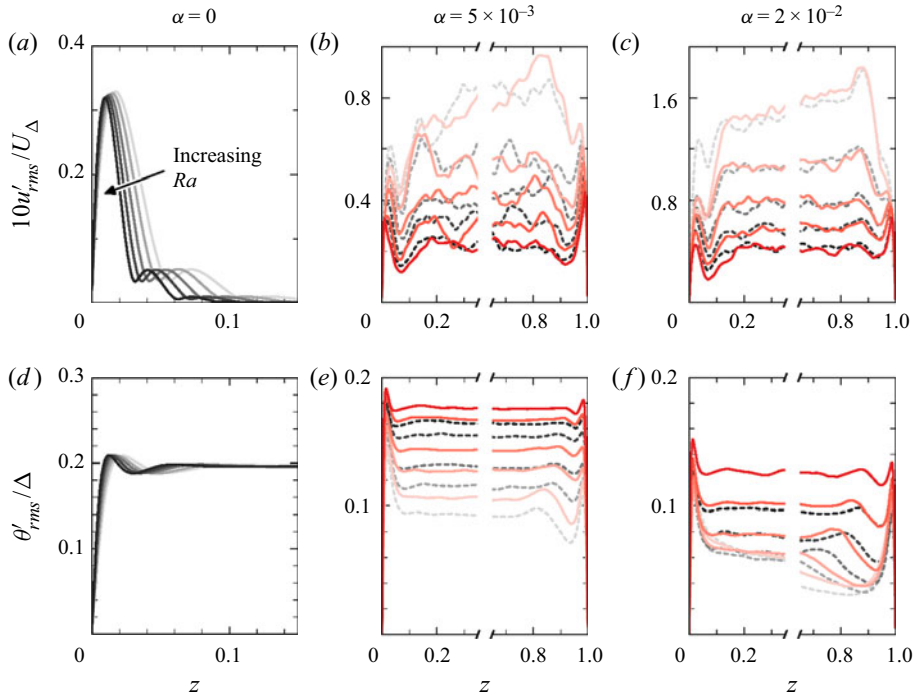 α = 0
α = 5 × 10⁻³
α = 2 × 10⁻²
(a)
(b)
(c)
0.4
0.2
0
0.1
Increasing
Ra
10u′rms/UΔ
0.8
0.4
0
0.2
0.8
1.0
1.6
0.8
0
0.2
0.8
1.0
(d)
(e)
(f)
0.3
0.2
0.1
0
0.1
θ′rms/Δ
z
0.2
0.1
0
0.2
0.8
1.0
z
0.2
0.1
0
0.2
0.8
1.0
z